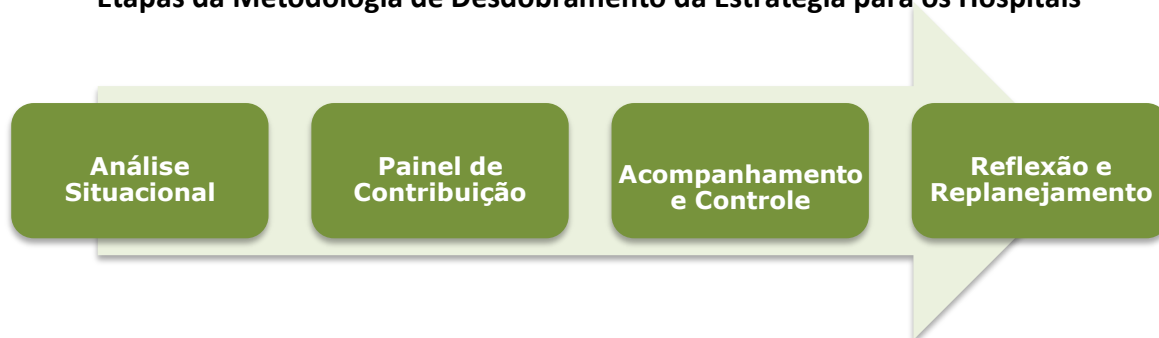 Etapas da Metodologia de Desdobramento da Estratégia para os Hospitais
Análise
Situacional
Painel de
Contribuição
Acompanhamento
e Controle
Reflexão e
Replanejamento